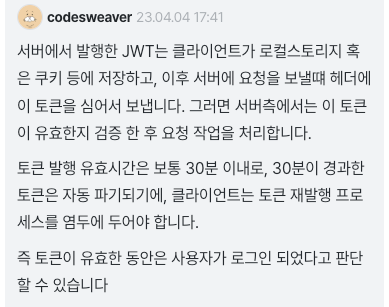 codesweaver 23.04.04 17:41
서버에서 발행한 JWT는 클라이언트가 로컬스토리지 혹
은 쿠키 등에 저장하고, 이후 서버에 요청을 보낼떄 헤더에
이 토큰을 심어서 보냅니다. 그러면 서버측에서는 이 토큰
이 유효한지 검증 한 후 요청 작업을 처리합니다.
토큰 발행 유효시간은 보통 30분 이내로, 30분이 경과한
토큰은 자동 파기되기에, 클라이언트는 토큰 재발행 프로
세스를 염두에 두어야 합니다.
즉 토큰이 유효한 동안은 사용자가 로그인 되었다고 판단
할 수 있습니다